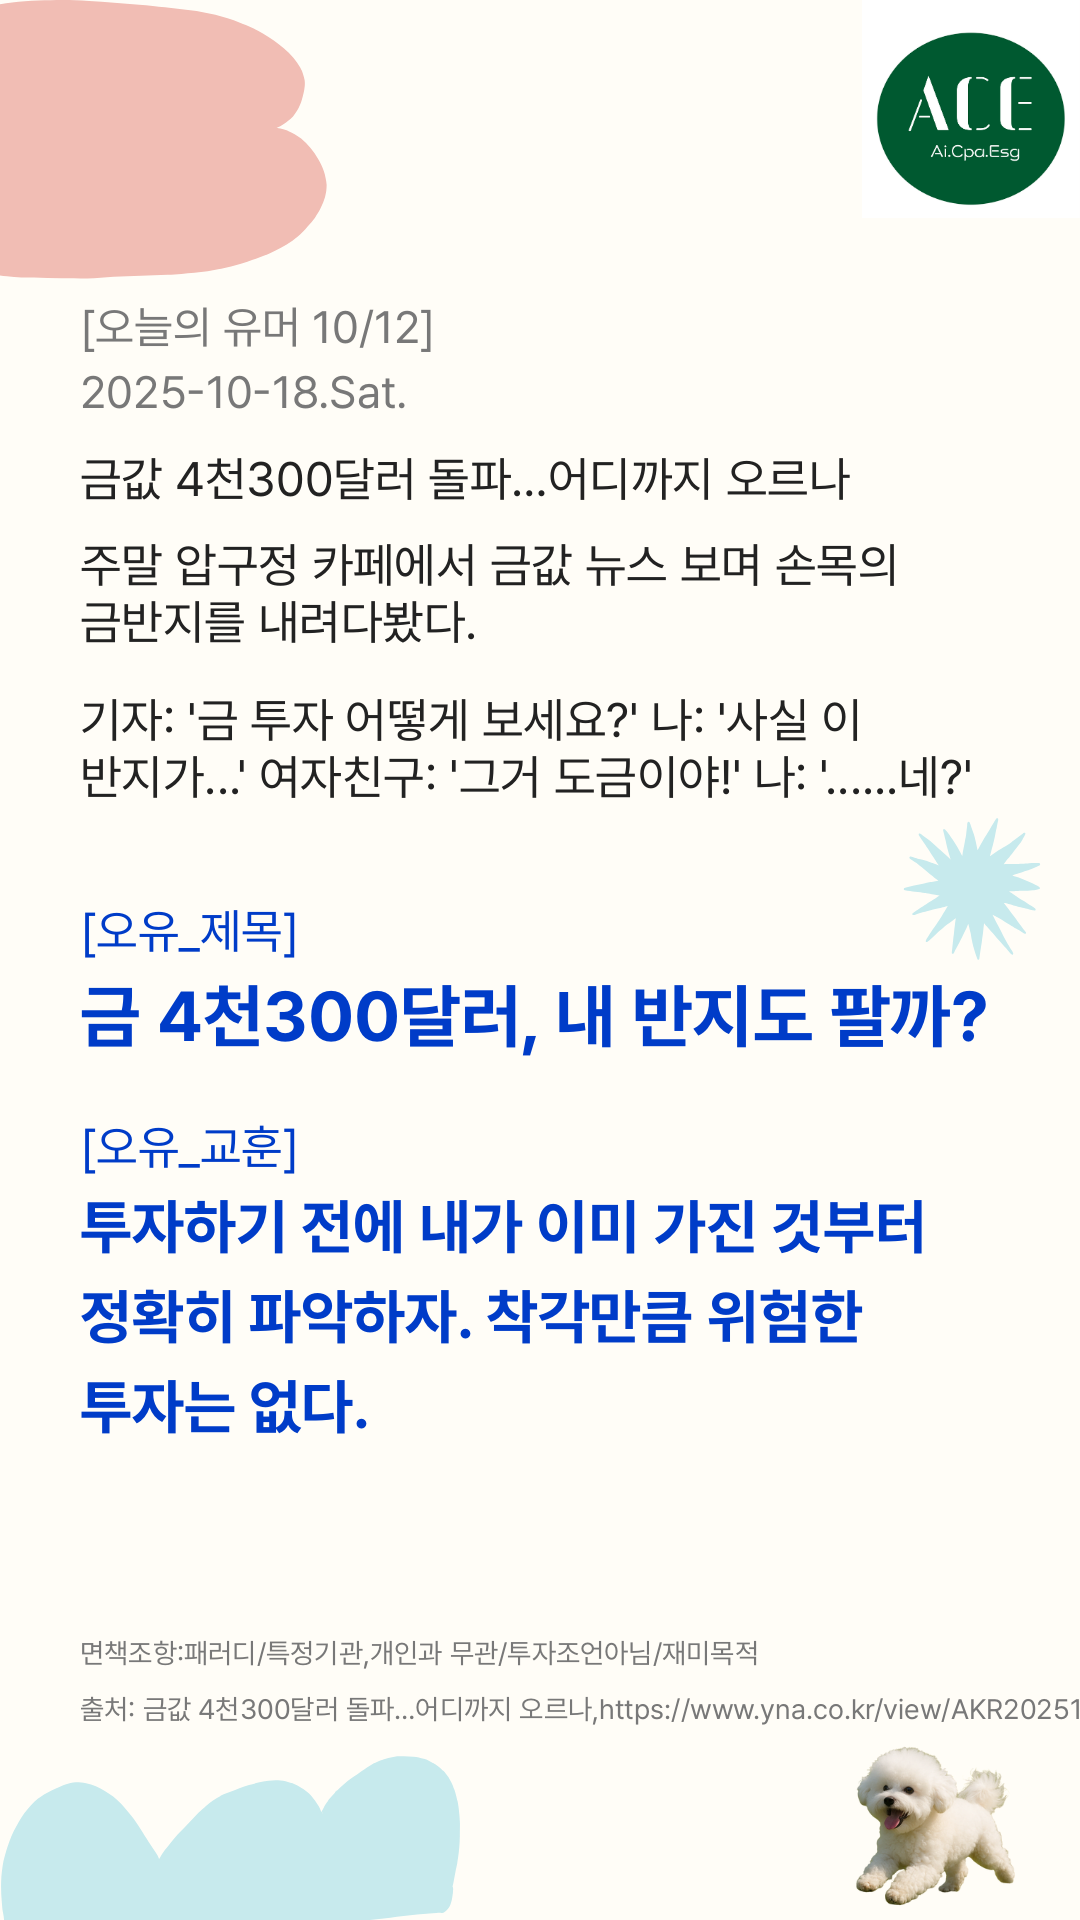 ACE
Ai.Cpa.Esg
[오늘의 유머 10/12]
2025-10-18.Sat.
금값 4천300달러 돌파...어디까지 오르나
주말 압구정 카페에서 금값 뉴스 보며 손목의
금반지를 내려다봤다.
기자: '금 투자 어떻게 보세요?' 나: '사실 이
반지가...' 여자친구: '그거 도금이야!' 나: '......네?'
[오유_제목]
금 4천300달러, 내 반지도 팔까?
[오유_교훈]
투자하기 전에 내가 이미 가진 것부터
정확히 파악하자. 착각만큼 위험한
투자는 없다.
면책조항:패러디/특정기관,개인과 무관/투자조언아님/재미목적
출처: 금값 4천300달러 돌파...어디까지 오르나,https://www.yna.co.kr/view/AKR20251